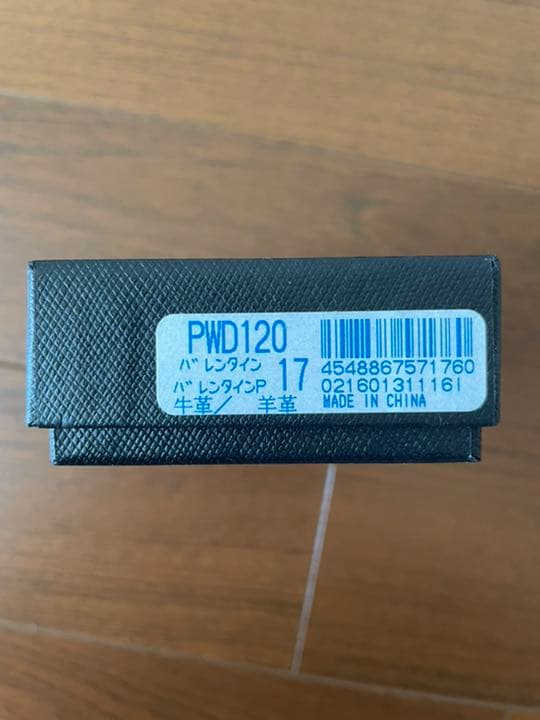 PWD120
バレンタイン
バレンタインP 17
牛革/ 羊革
4548867571760
02160131116I
MADE IN CHINA